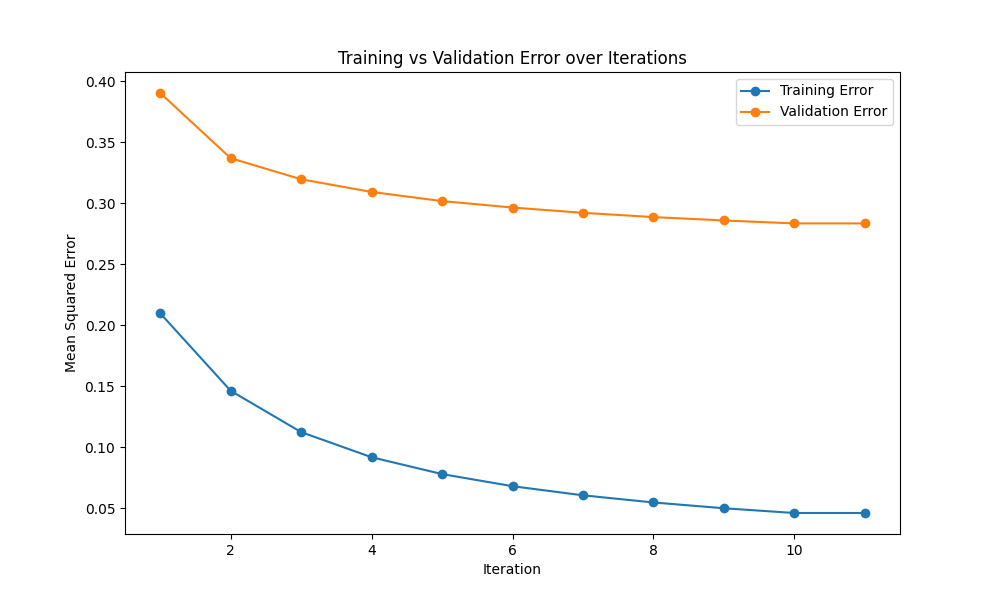 Training vs Validation Error over Iterations
Training Error
Validation Error
0.40
0.35
0.30
0.25
0.20
0.15
0.10
0.05
Mean Squared Error
2
4
6
8
10
Iteration